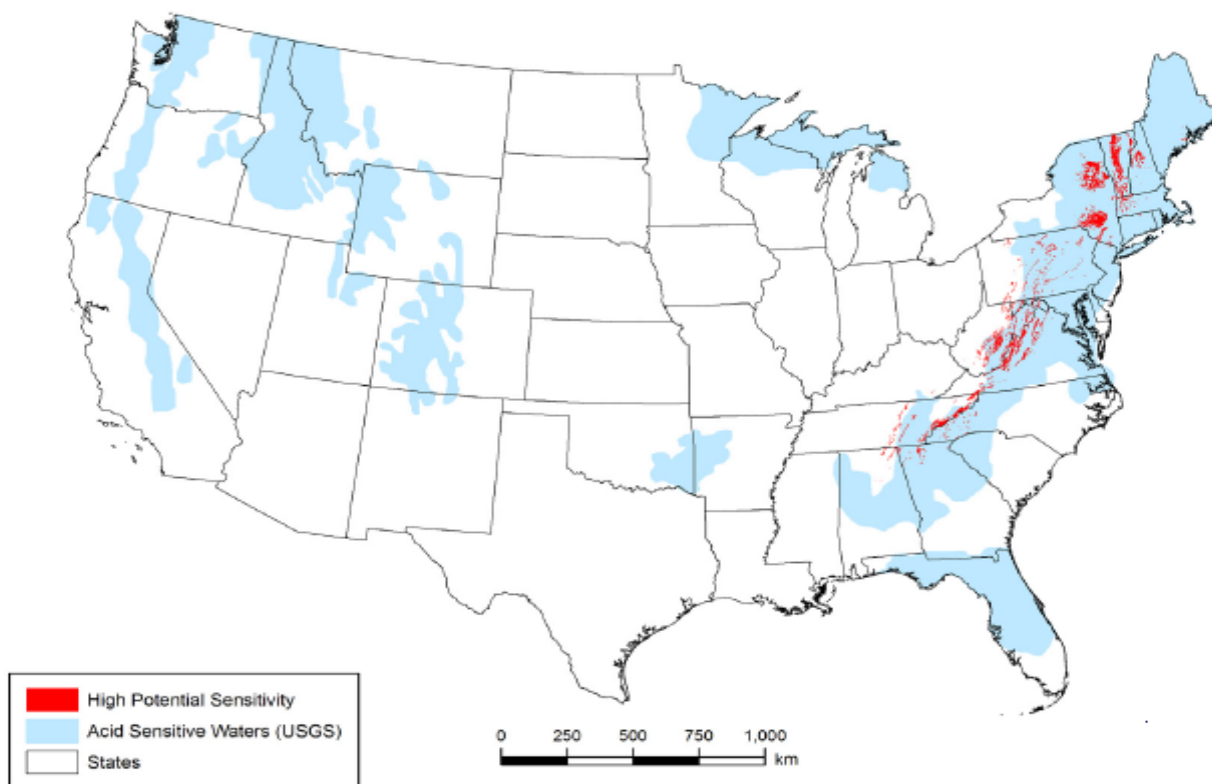 High Potential Sensitivity
Acid Sensitive Waters (USGS)
States
0 250 500 750 1,000
km